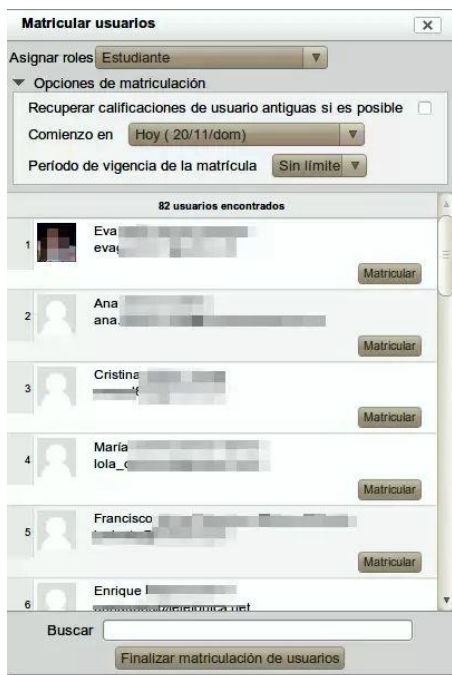 Matricular usuarios
Asignar roles Estudiante
Opciones de matriculación
Recuperar calificaciones de usuario antiguas si es posible
Comienzo en Hoy ( 20/11/dom)
Período de vigencia de la matrícula Sin límite
82 usuarios encontrados
1 Eva
Matricular
2 Ana
ana.
Matricular
3 Cristina
Matricular
4 María
lola_
Matricular
5 Francisco
Matricular
6 Enrique
Buscar
Finalizar matriculación de usuarios